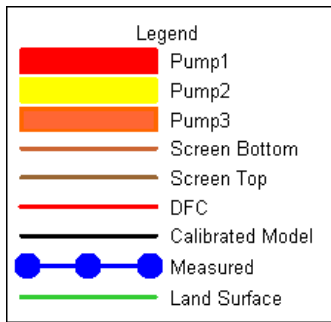 Legend
Pump1
Pump2
Pump3
Screen Bottom
Screen Top
DFC
Calibrated Model
Measured
Land Surface